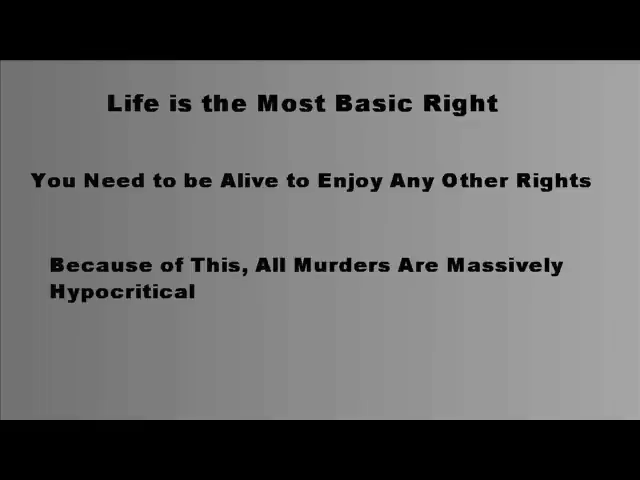 Life is the Most Basic Right
You Need to be Alive to Enjoy Any Other Rights
Because of This, All Murders Are Massively
Hypocritical